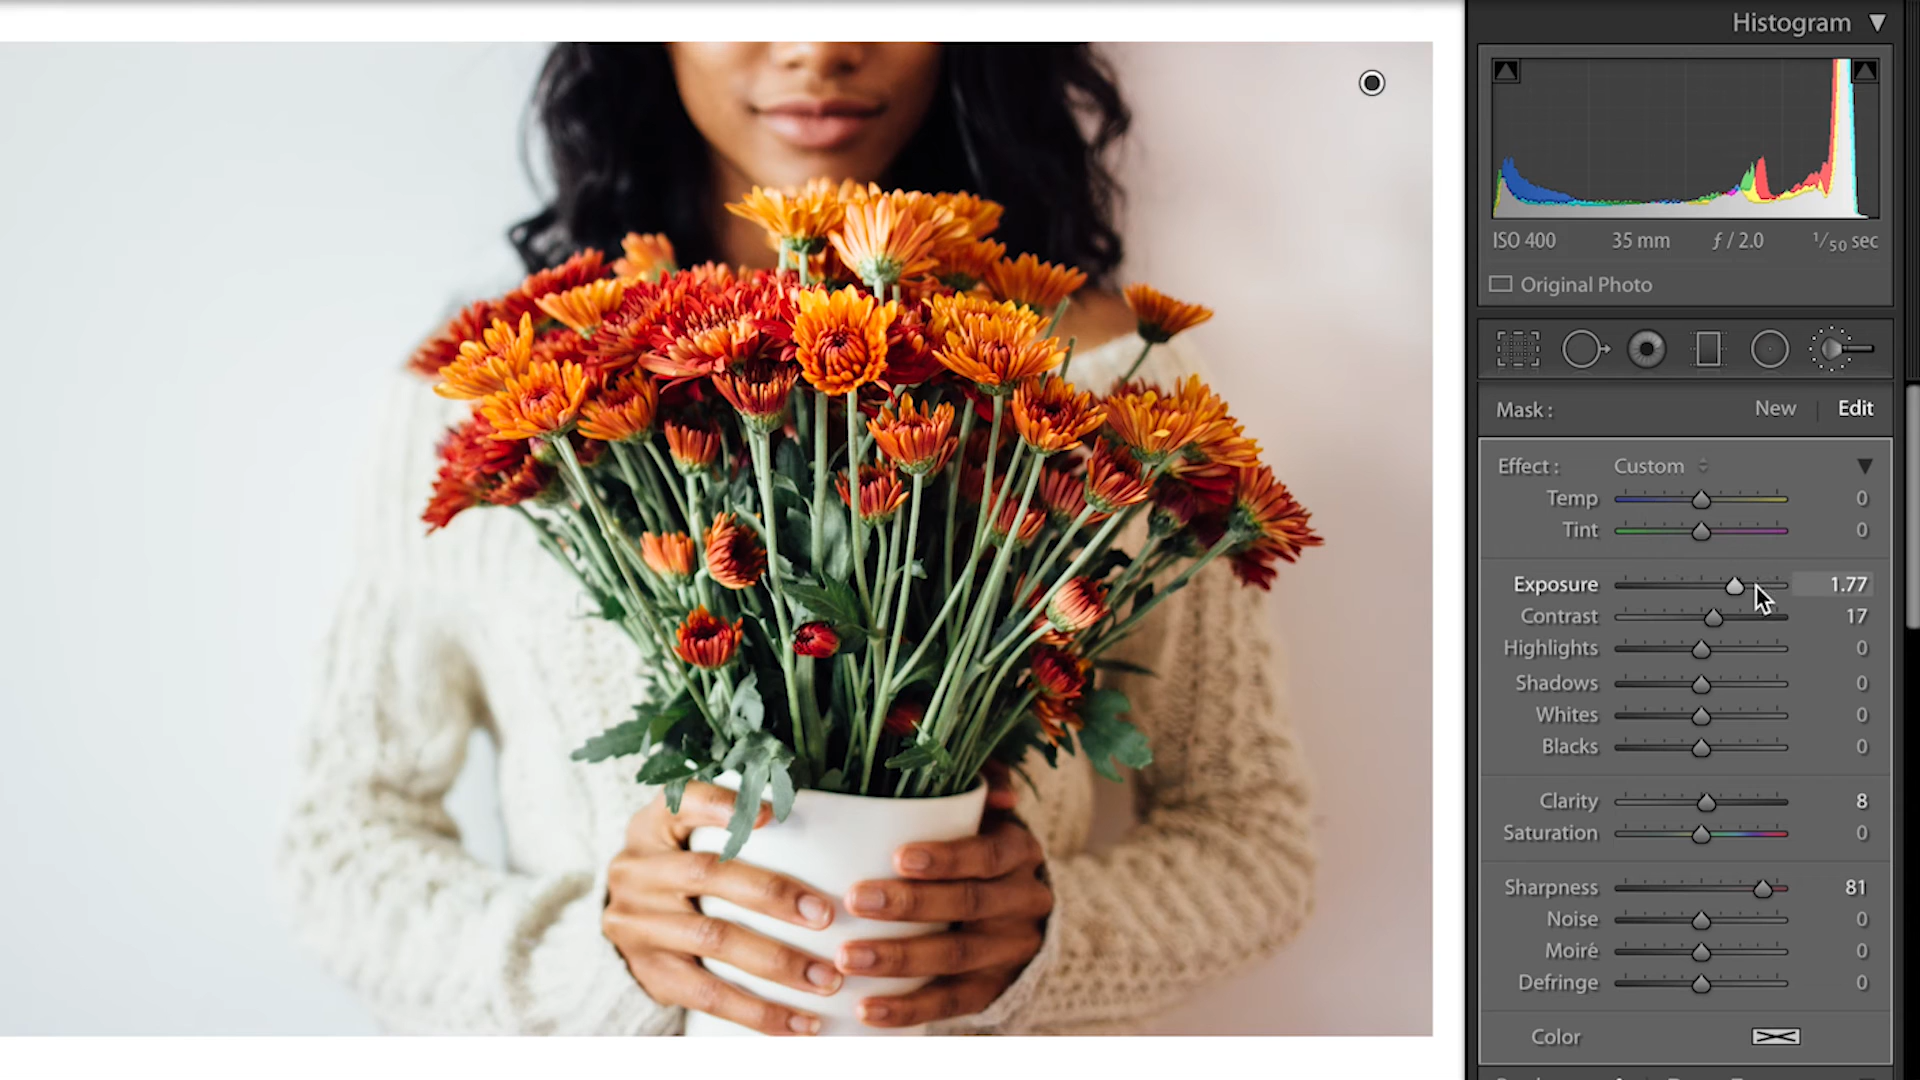 Histogram
ISO 400 35 mm ƒ / 2.0 1/50 sec
Original Photo
Mask : New Edit
Effect : Custom
Temp 0
Tint 0
Exposure 1.77
Contrast 17
Highlights 0
Shadows 0
Whites 0
Blacks 0
Clarity 8
Saturation 0
Sharpness 81
Noise 0
Moiré 0
Defringe 0
Color